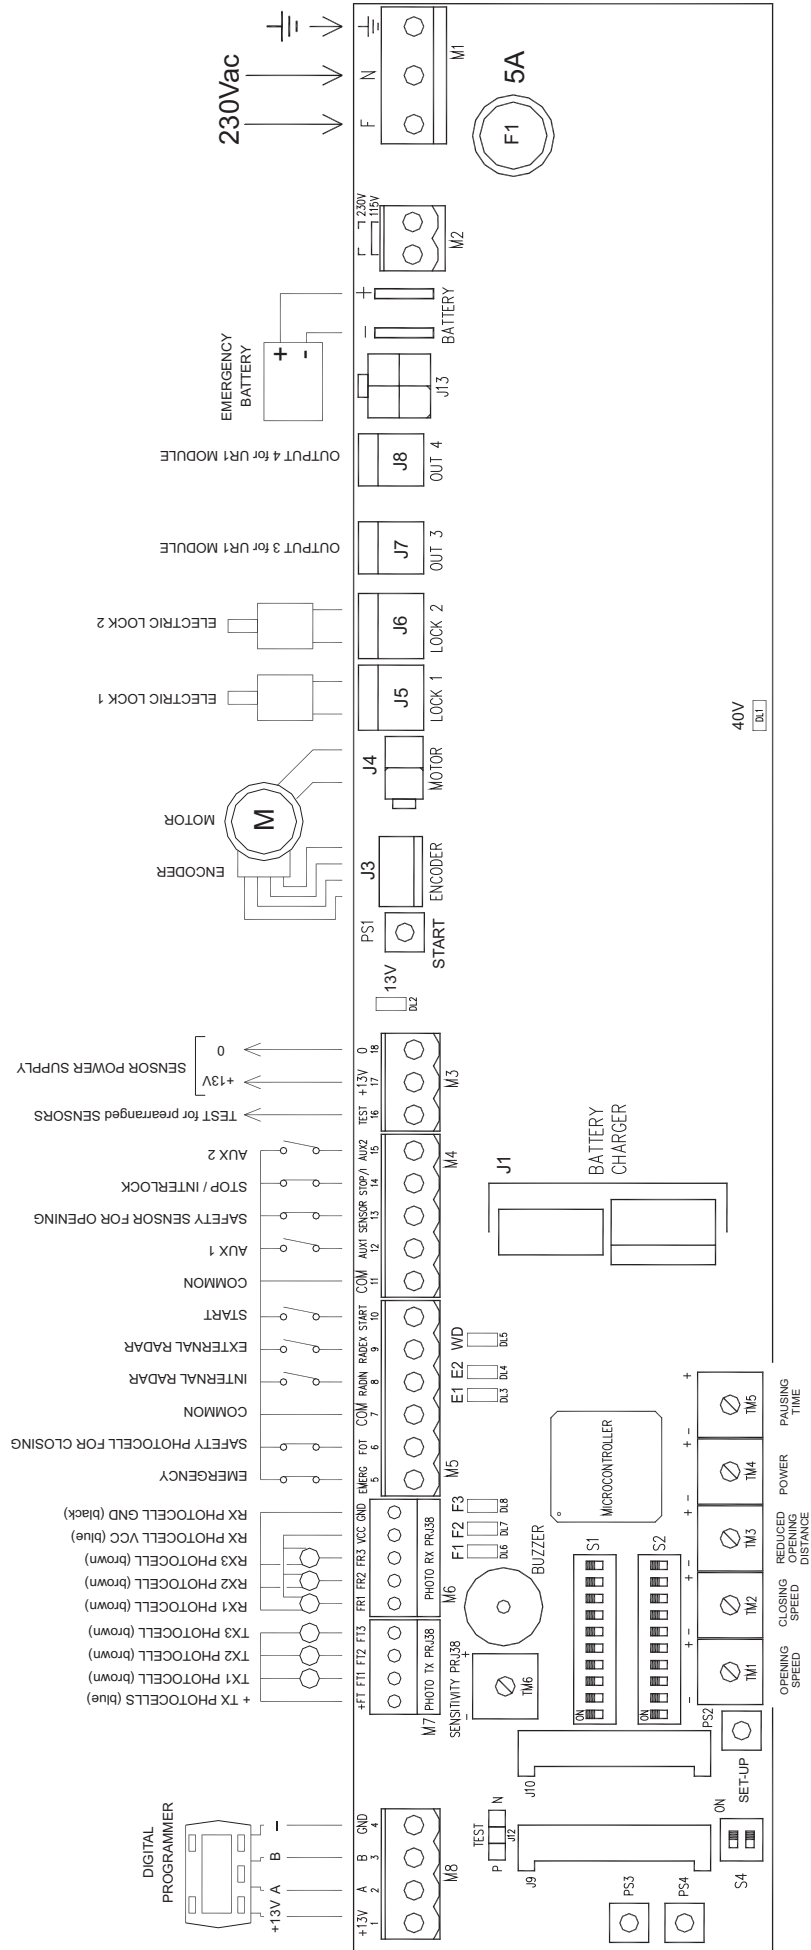 230Vac
F
N
M1
5A
F1
230V
115V
M2
EMERGENCY
BATTERY
+
-
+
-
BATTERY
J13
OUTPUT 4 for UR1 MODULE
J8
OUT 4
OUTPUT 3 for UR1 MODULE
J7
OUT 3
ELECTRIC LOCK 2
J6
LOCK 2
ELECTRIC LOCK 1
J5
LOCK 1
40V
DL1
MOTOR
M
J4
MOTOR
ENCODER
J3
ENCODER
PS1
START
13V
DL2
SENSOR POWER SUPPLY
0
+13V
TEST for prearranged SENSORS
0
+13V
TEST
18
17
16
M3
AUX 2
STOP / INTERLOCK
SAFETY SENSOR FOR OPENING
AUX 1
COMMON
AUX2
STOP/I
SENSOR
AUX1
COM
15
14
13
12
11
M4
J1
BATTERY
CHARGER
START
EXTERNAL RADAR
INTERNAL RADAR
COMMON
SAFETY PHOTOCELL FOR CLOSING
EMERGENCY
START
RADEX
RADIN
COM
FOT
EMERG
10
9
8
7
6
5
M5
WD
DL5
E2
DL4
E1
DL3
MICROCONTROLLER
RX PHOTOCELL GND (black)
RX PHOTOCELL VCC (blue)
RX3 PHOTOCELL (brown)
RX2 PHOTOCELL (brown)
RX1 PHOTOCELL (brown)
GND
VCC
FR3
FR2
FR1
PHOTO RX PRJ38
M6
F3
DL8
F2
DL7
F1
DL6
BUZZER
TX3 PHOTOCELL (brown)
TX2 PHOTOCELL (brown)
TX1 PHOTOCELL (brown)
+ TX PHOTOCELLS (blue)
FT3
FT2
FT1
+FT
PHOTO TX PRJ38
M7
SENSITIVITY PRJ38
+
-
TM6
S1
ON
S2
ON
+
-
TM5
PAUSING
TIME
+
-
TM4
POWER
+
-
TM3
REDUCED
OPENING
DISTANCE
+
-
TM2
CLOSING
SPEED
+
-
TM1
OPENING
SPEED
PS2
SET-UP
J10
DIGITAL
PROGRAMMER
-
B
A
+13V
GND
B
A
+13V
4
3
2
1
M8
TEST
N
P
J12
J9
ON
S4
PS3
PS4